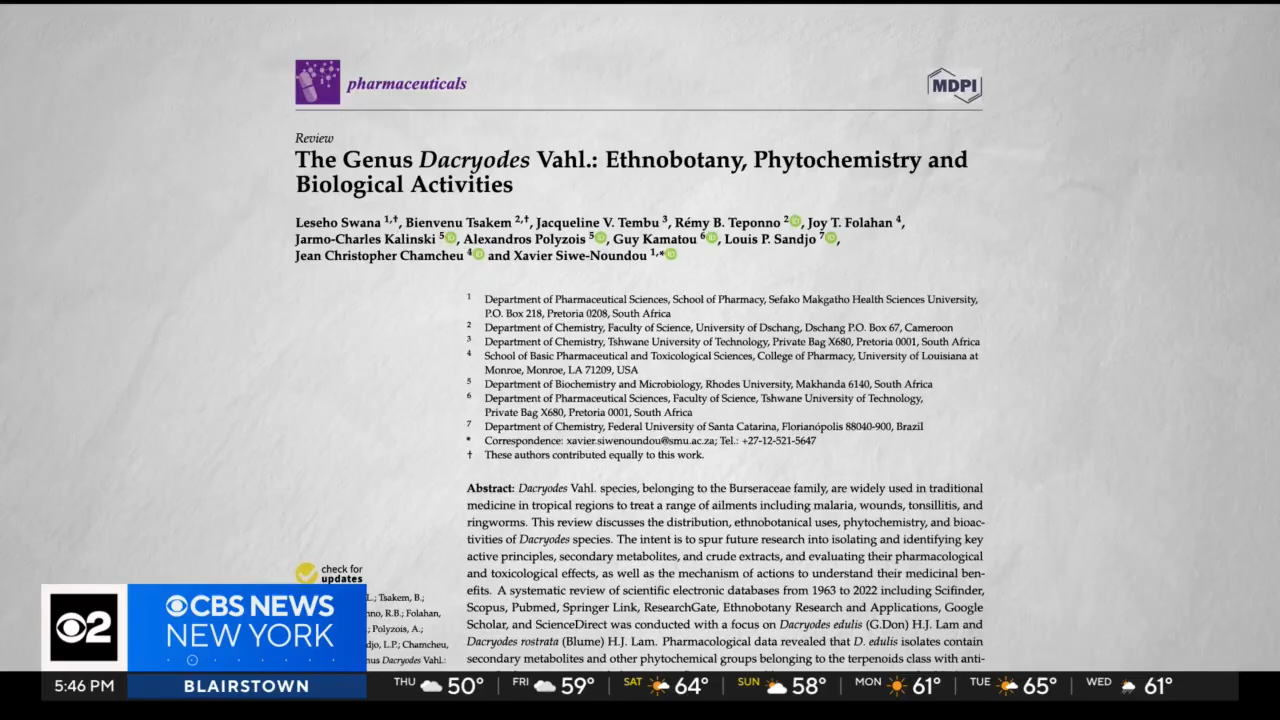 pharmaceuticals
MDPI
Review
The Genus Dacryodes Vahl.: Ethnobotany, Phytochemistry and
Biological Activities
Leseho Swana 1,†, Bienvenu Tsakem 2,†, Jacqueline V. Tembu 3, Rémy B. Teponno 2, Joy T. Folahan 4,
Jarmo-Charles Kalinski 5, Alexandros Polyzois 5, Guy Kamatou 6, Louis P. Sandjo 7,
Jean Christopher Chamcheu 4 and Xavier Siwe-Noundou 1,*
1 Department of Pharmaceutical Sciences, School of Pharmacy, Sefako Makgatho Health Sciences University,
P.O. Box 218, Pretoria 0208, South Africa
2 Department of Chemistry, Faculty of Science, University of Dschang, Dschang P.O. Box 67, Cameroon
3 Department of Chemistry, Tshwane University of Technology, Private Bag X680, Pretoria 0001, South Africa
4 School of Basic Pharmaceutical and Toxicological Sciences, College of Pharmacy, University of Louisiana at
Monroe, Monroe, LA 71209, USA
5 Department of Biochemistry and Microbiology, Rhodes University, Makhanda 6140, South Africa
6 Department of Pharmaceutical Sciences, Faculty of Science, Tshwane University of Technology,
Private Bag X680, Pretoria 0001, South Africa
7 Department of Chemistry, Federal University of Santa Catarina, Florianópolis 88040-900, Brazil
* Correspondence: xavier.siwenoundou@smu.ac.za; Tel.: +27-12-521-5647
† These authors contributed equally to this work.
Abstract: Dacryodes Vahl. species, belonging to the Burseraceae family, are widely used in traditional
medicine in tropical regions to treat a range of ailments including malaria, wounds, tonsillitis, and
ringworms. This review discusses the distribution, ethnobotanical uses, phytochemistry, and bioac-
tivities of Dacryodes species. The intent is to spur future research into isolating and identifying key
active principles, secondary metabolites, and crude extracts, and evaluating their pharmacological
and toxicological effects, as well as the mechanism of actions to understand their medicinal ben-
efits. A systematic review of scientific electronic databases from 1963 to 2022 including Scifinder,
Scopus, Pubmed, Springer Link, ResearchGate, Ethnobotany Research and Applications, Google
Scholar, and ScienceDirect was conducted with a focus on Dacryodes edulis (G.Don) H.J. Lam and
Dacryodes rostrata (Blume) H.J. Lam. Pharmacological data revealed that D. edulis isolates contain
secondary metabolites and other phytochemical groups belonging to the terpenoids class with anti-
check for
updates
L.; Tsakem, B.;
nno, R.B.; Folahan,
; Polyzois, A.;
djo, L.P.; Chamcheu,
nus Dacryodes Vahl.:
2
CBS NEWS
NEW YORK
5:46 PM BLAIRSTOWN THU 50° FRI 59° SAT 64° SUN 58° MON 61° TUE 65° WED 61°